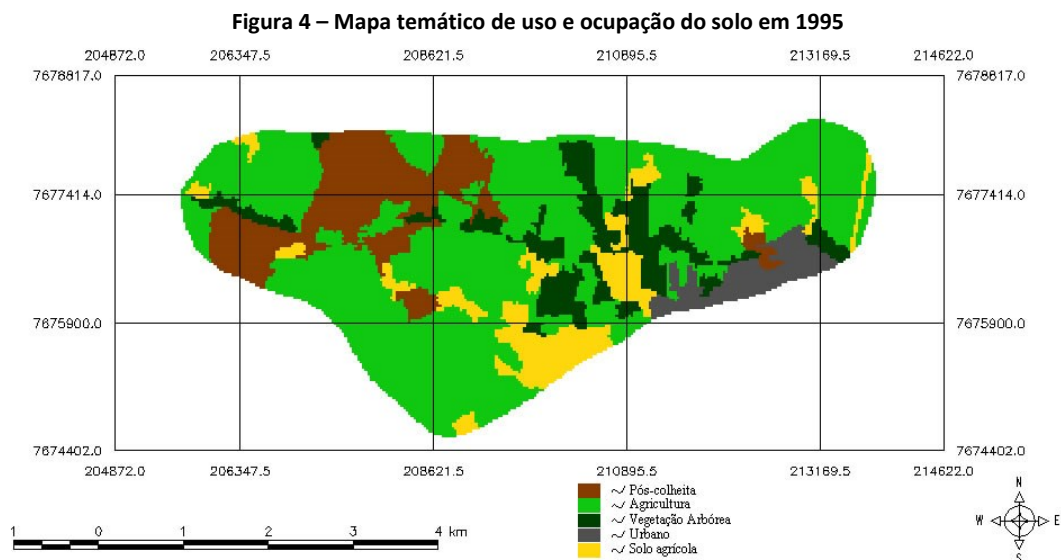 Figura 4 – Mapa temático de uso e ocupação do solo em 1995
204872.0 206347.5 208621.5 210895.5 213169.5 214622.0
7678817.0 7678817.0
7677414.0 7677414.0
7675900.0 7675900.0
7674402.0 7674402.0
204872.0 206347.5 208621.5 210895.5 213169.5 214622.0
Pós-colheita
Agricultura
Vegetação Arbórea
Urbano
Solo agrícola
1 0 1 2 3 4 km
N
W E
S